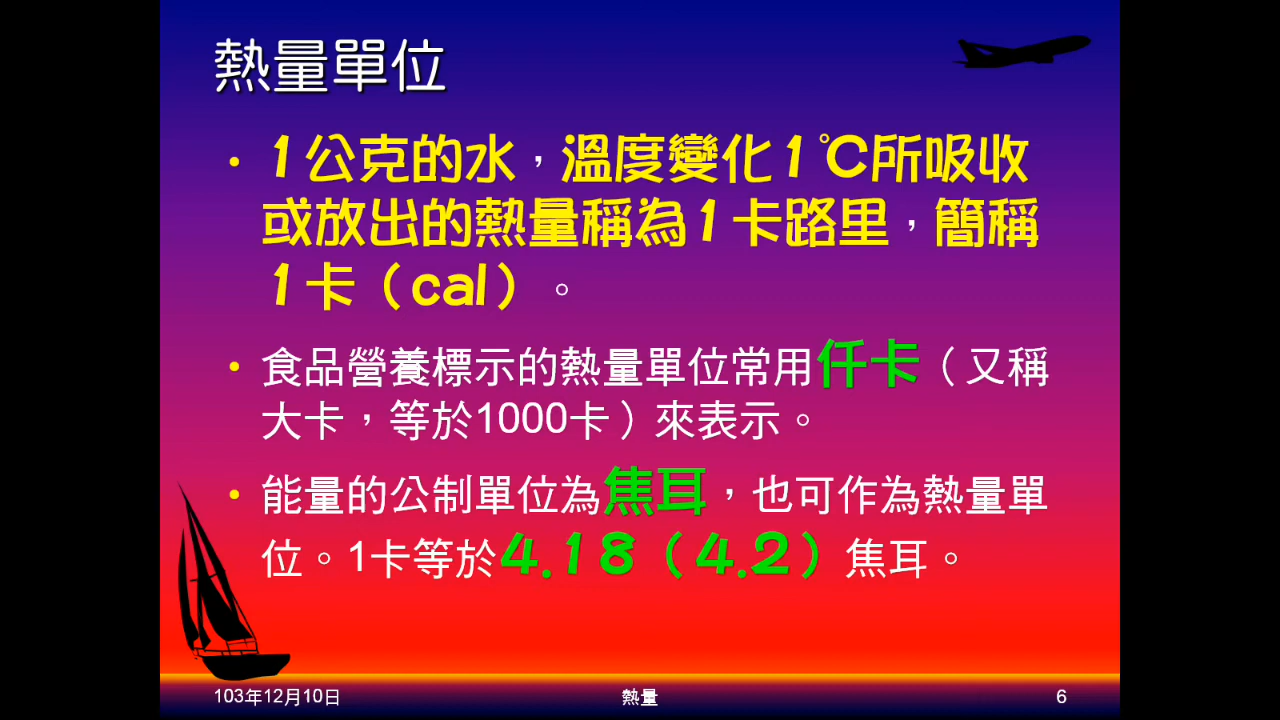 熱量單位
• 1公克的水，溫度變化1℃所吸收
或放出的熱量稱為1卡路里，簡稱
1卡（cal）。
• 食品營養標示的熱量單位常用仟卡（又稱
大卡，等於1000卡）來表示。
• 能量的公制單位為焦耳，也可作為熱量單
位。1卡等於4.18（4.2）焦耳。
103年12月10日
熱量
6